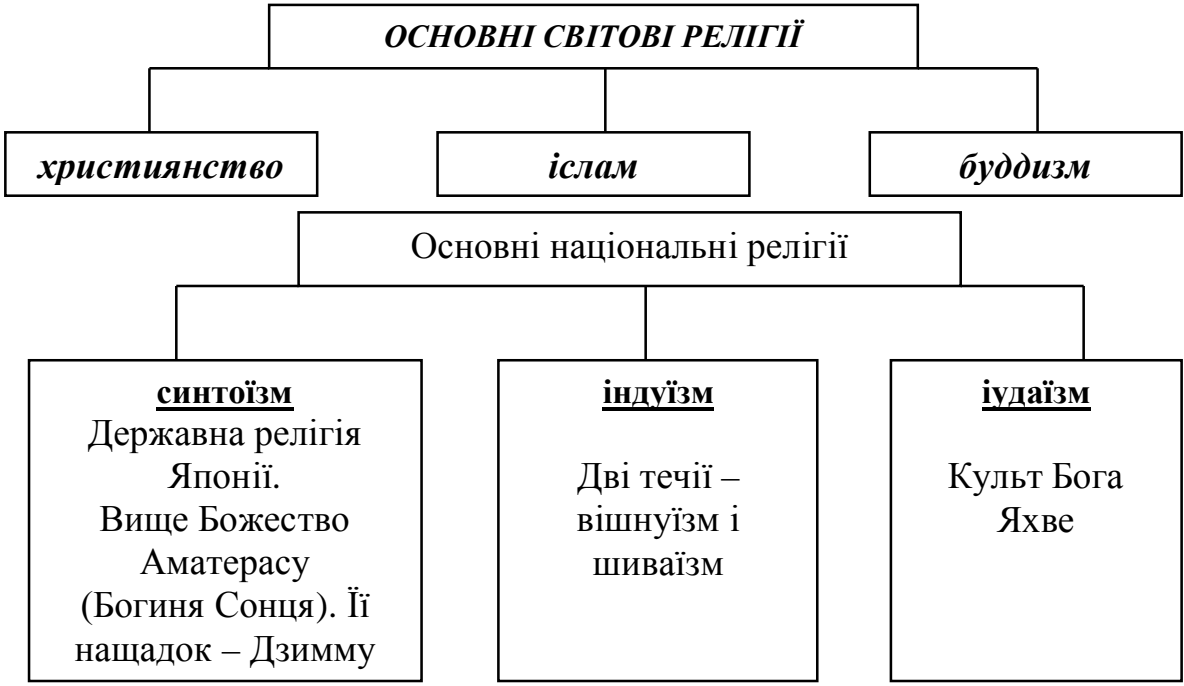 ОСНОВНІ СВІТОВІ РЕЛІГІЇ
християнство
іслам
буддизм
Основні національні релігії
синтоїзм
Державна релігія
Японії.
Вище Божество
Аматерасу
(Богиня Сонця). Її
нащадок – Дзимму
індуїзм
Дві течії –
вішнуїзм і
шиваїзм
іудаїзм
Культ Бога
Яхве